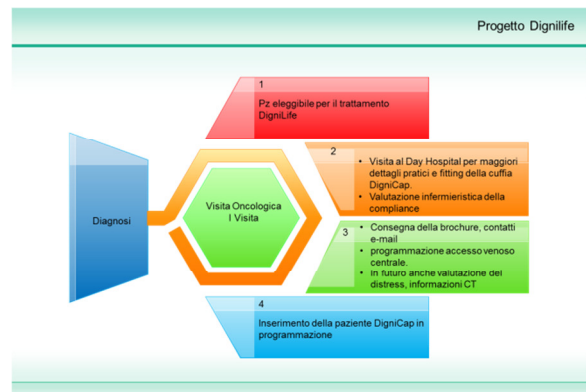 Progetto Dignilife
1
Pz eleggibile per il trattamento
DigniLife
2
• Visita al Day Hospital per maggiori
dettagli pratici e fitting della cuffia
DigniCap.
• Valutazione infermieristica della
compliance
Diagnosi
Visita Oncologica
I Visita
3
• Consegna della brochure, contatti
e-mail
• programmazione accesso venoso
centrale.
• In futuro anche valutazione del
distress, informazioni CT
4
Inserimento della paziente DigniCap in
programmazione